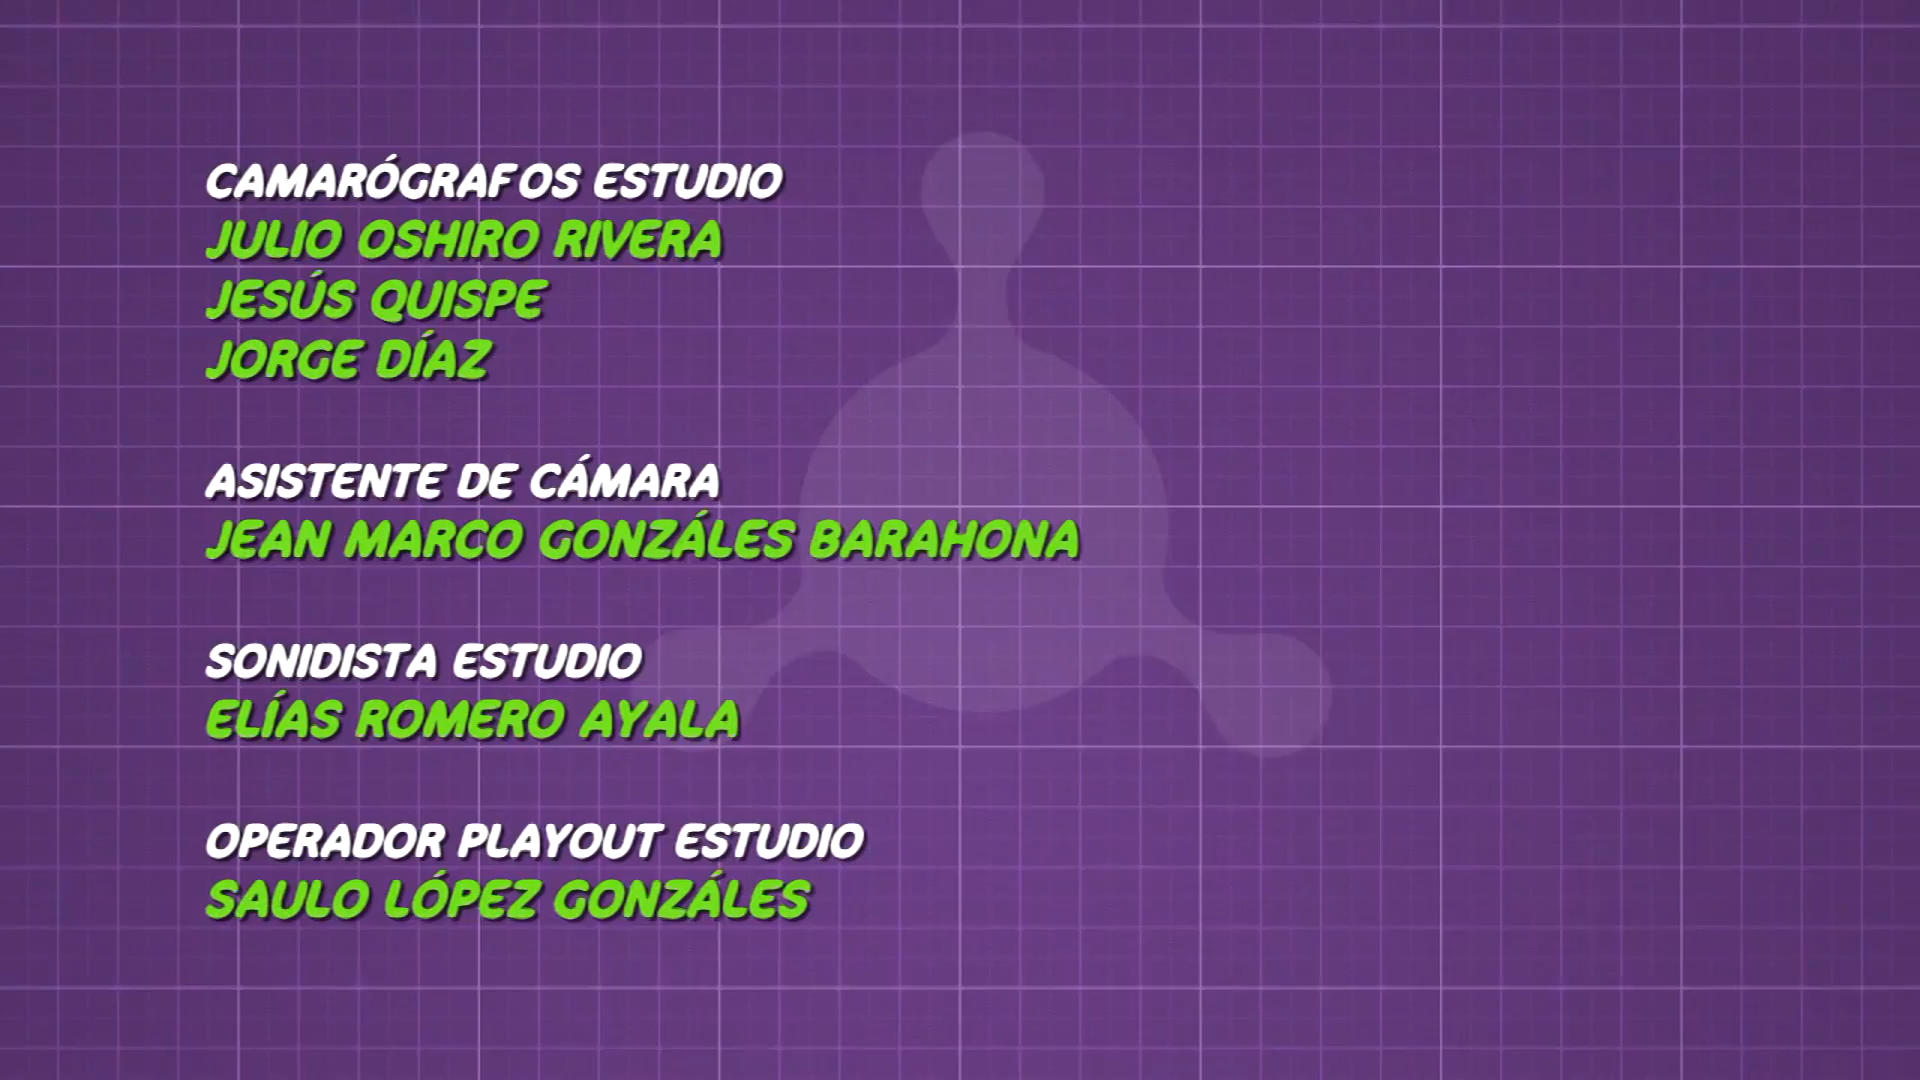 CAMARÓGRAFOS ESTUDIO
JULIO OSHIRO RIVERA
JESÚS QUISPE
JORGE DÍAZ
ASISTENTE DE CÁMARA
JEAN MARCO GONZÁLES BARAHONA
SONIDISTA ESTUDIO
ELÍAS ROMERO AYALA
OPERADOR PLAYOUT ESTUDIO
SAULO LÓPEZ GONZÁLES